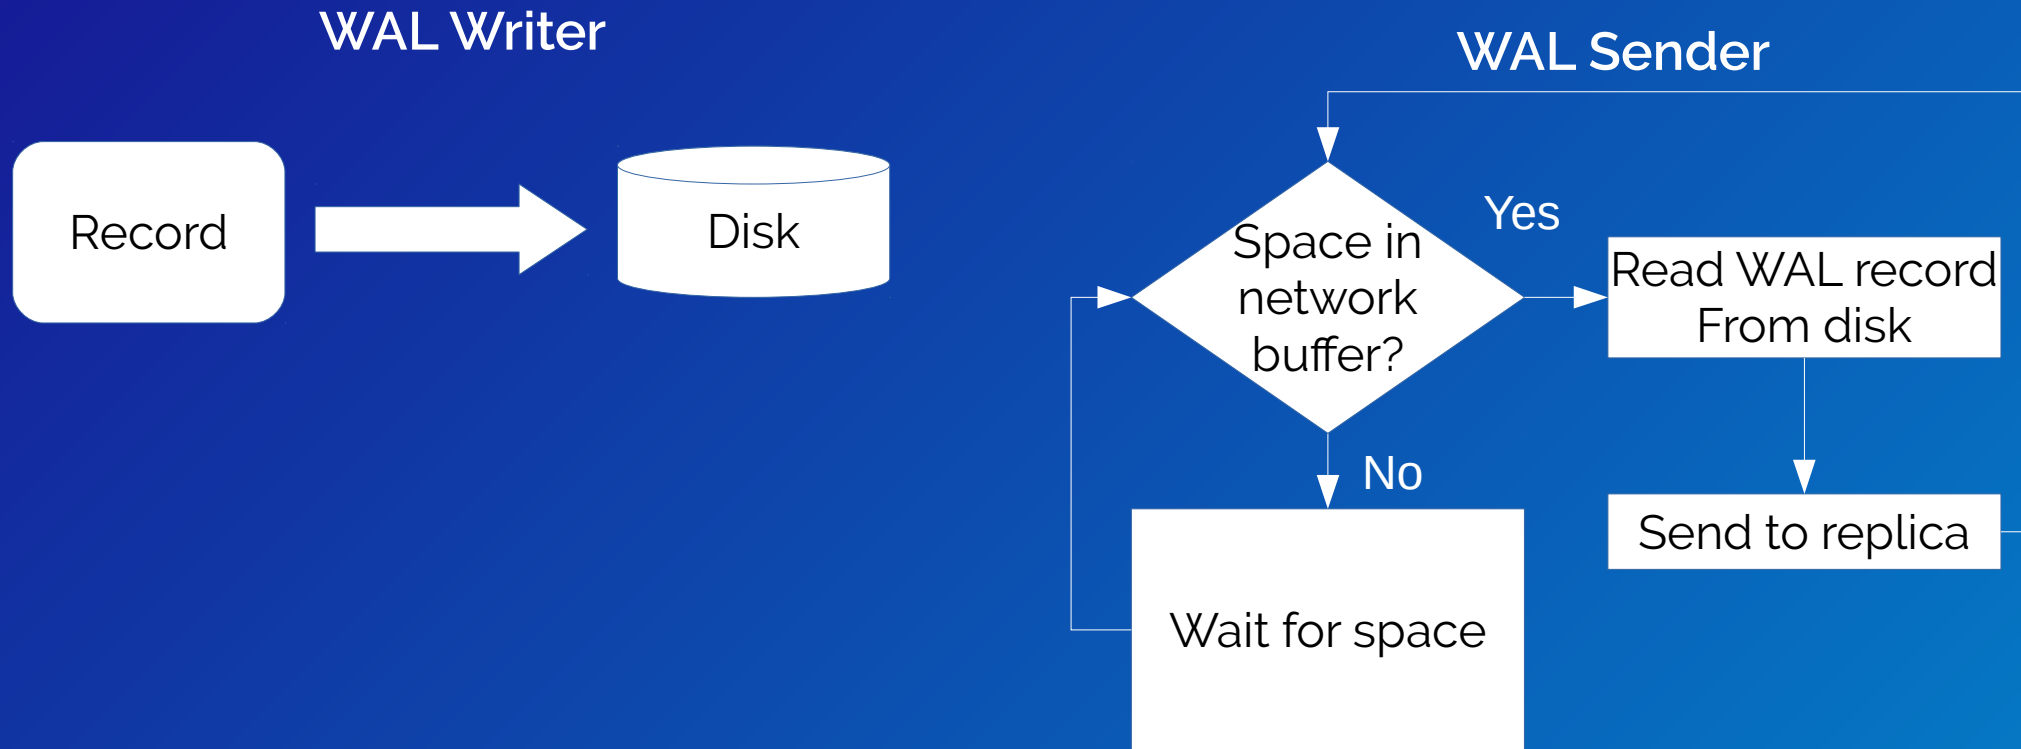 WAL Writer
WAL Sender
Record
Disk
Space in
network
buffer?
Yes
Read WAL record
From disk
No
Send to replica
Wait for space